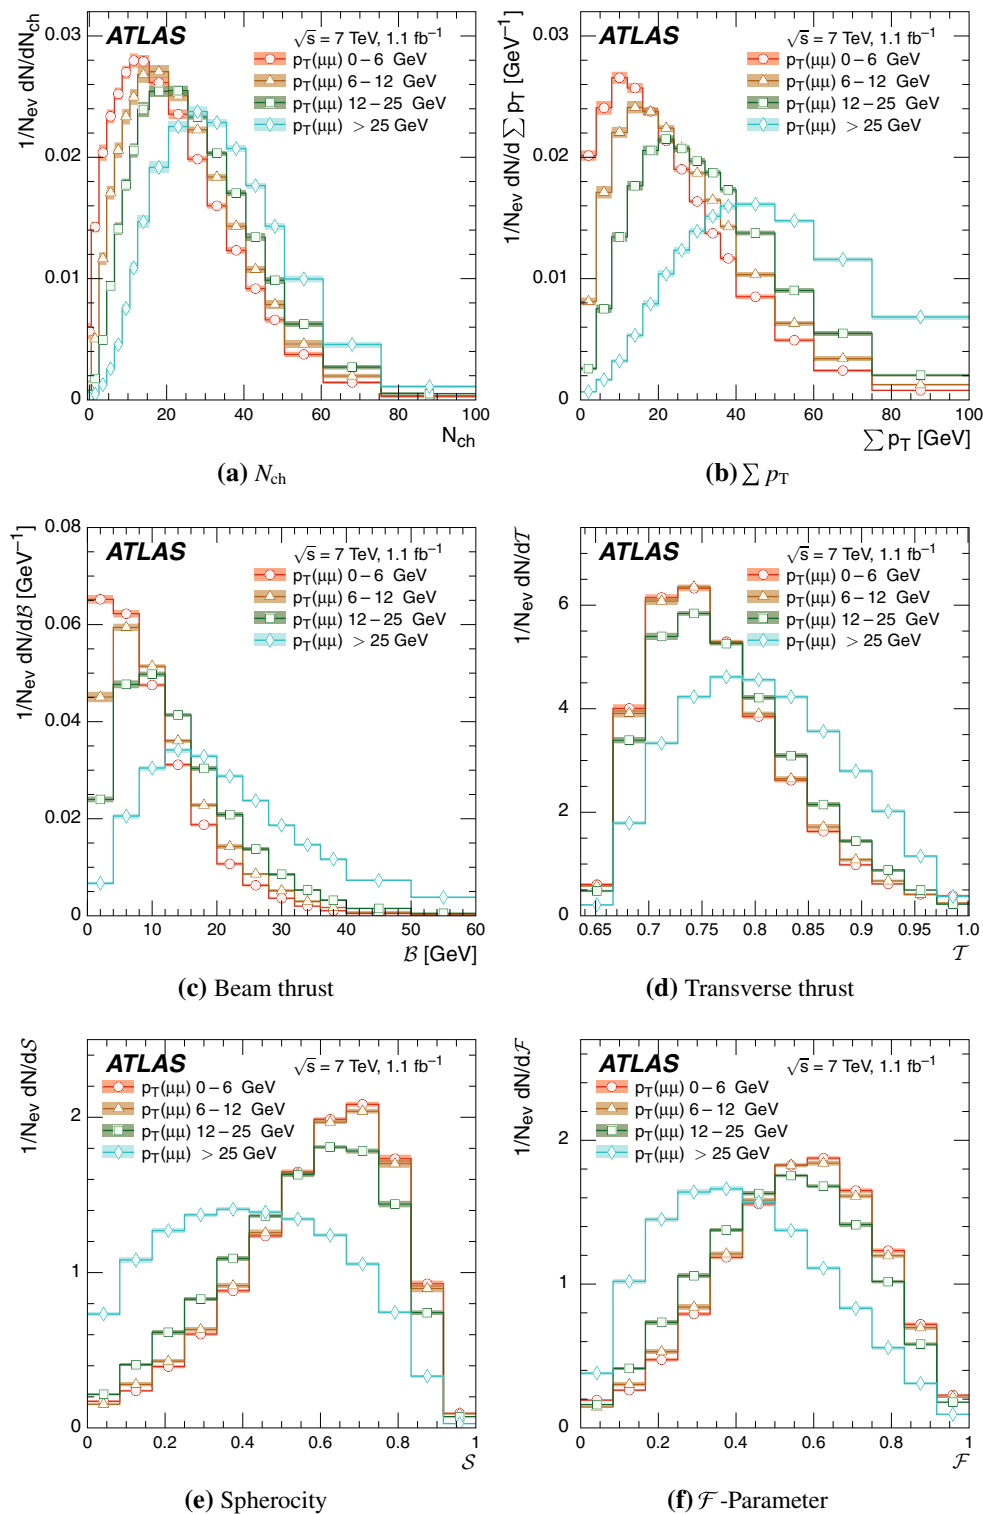 ATLAS
√s = 7 TeV, 1.1 fb⁻¹
pT(μμ) 0 – 6 GeV
pT(μμ) 6 – 12 GeV
pT(μμ) 12 – 25 GeV
pT(μμ) > 25 GeV
1/Nev dN/dNch
0.03
0.02
0.01
0
0 20 40 60 80 100
Nch
(a) Nch
ATLAS
√s = 7 TeV, 1.1 fb⁻¹
pT(μμ) 0 – 6 GeV
pT(μμ) 6 – 12 GeV
pT(μμ) 12 – 25 GeV
pT(μμ) > 25 GeV
1/Nev dN/d∑pT [GeV⁻¹]
0.03
0.02
0.01
0
0 20 40 60 80 100
∑ pT [GeV]
(b) ∑ pT
ATLAS
√s = 7 TeV, 1.1 fb⁻¹
pT(μμ) 0 – 6 GeV
pT(μμ) 6 – 12 GeV
pT(μμ) 12 – 25 GeV
pT(μμ) > 25 GeV
1/Nev dN/dℬ [GeV⁻¹]
0.08
0.06
0.04
0.02
0
0 10 20 30 40 50 60
ℬ [GeV]
(c) Beam thrust
ATLAS
√s = 7 TeV, 1.1 fb⁻¹
pT(μμ) 0 – 6 GeV
pT(μμ) 6 – 12 GeV
pT(μμ) 12 – 25 GeV
pT(μμ) > 25 GeV
1/Nev dN/d𝒯
6
4
2
0
0.65 0.7 0.75 0.8 0.85 0.9 0.95 1.0
𝒯
(d) Transverse thrust
ATLAS
√s = 7 TeV, 1.1 fb⁻¹
pT(μμ) 0 – 6 GeV
pT(μμ) 6 – 12 GeV
pT(μμ) 12 – 25 GeV
pT(μμ) > 25 GeV
1/Nev dN/d𝒮
2
1
0
0 0.2 0.4 0.6 0.8 1
𝒮
(e) Spherocity
ATLAS
√s = 7 TeV, 1.1 fb⁻¹
pT(μμ) 0 – 6 GeV
pT(μμ) 6 – 12 GeV
pT(μμ) 12 – 25 GeV
pT(μμ) > 25 GeV
1/Nev dN/dℱ
2
1
0
0 0.2 0.4 0.6 0.8 1
ℱ
(f) ℱ -Parameter